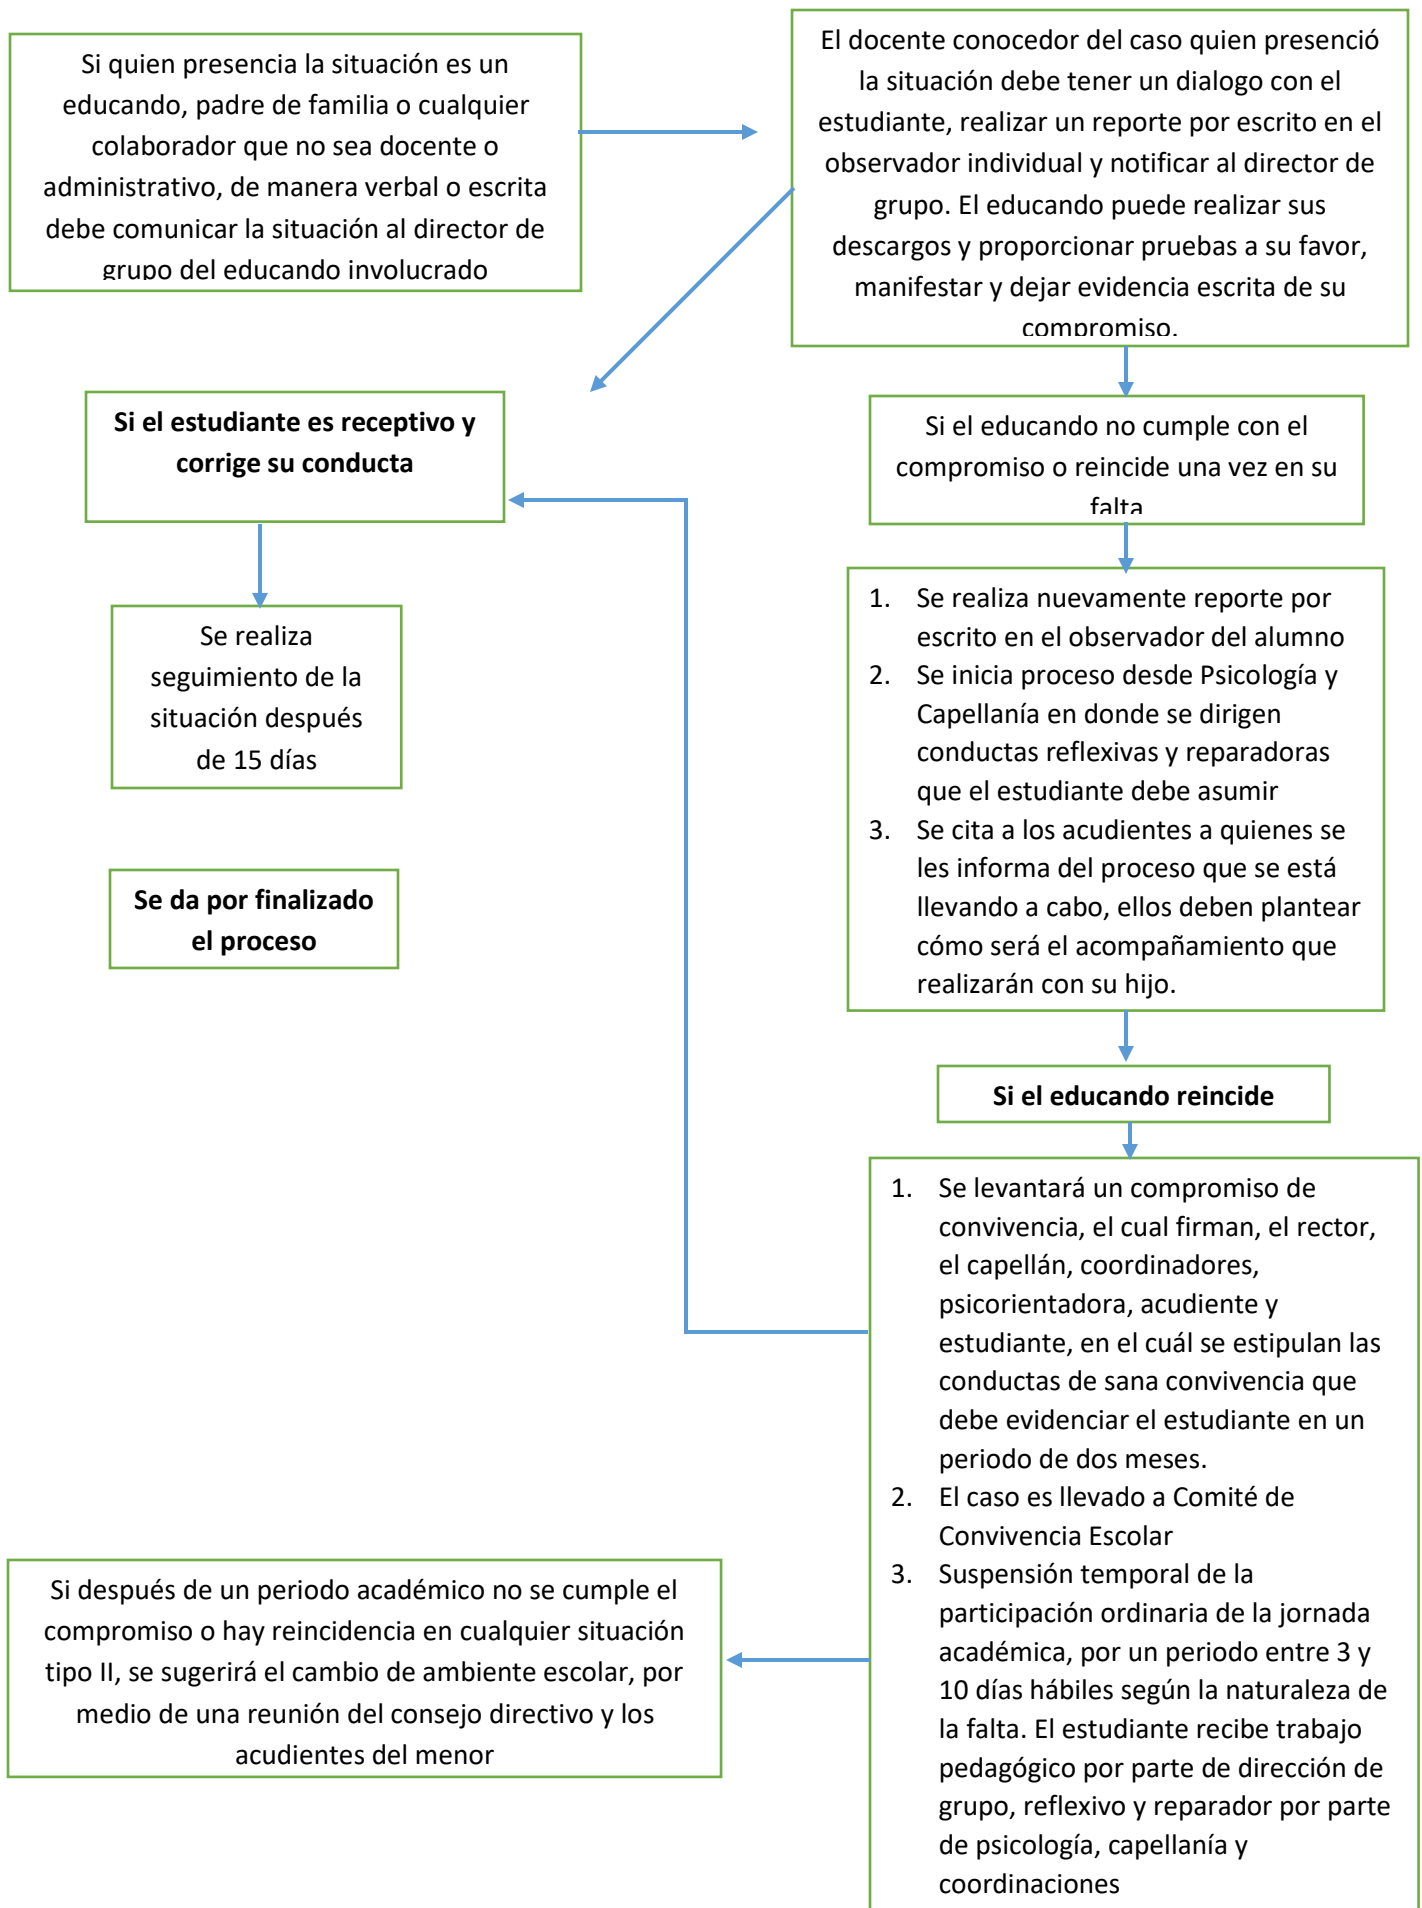 Si quien presencia la situación es un
educando, padre de familia o cualquier
colaborador que no sea docente o
administrativo, de manera verbal o escrita
debe comunicar la situación al director de
grupo del educando involucrado
El docente conocedor del caso quien presenció
la situación debe tener un dialogo con el
estudiante, realizar un reporte por escrito en el
observador individual y notificar al director de
grupo. El educando puede realizar sus
descargos y proporcionar pruebas a su favor,
manifestar y dejar evidencia escrita de su
compromiso.
Si el estudiante es receptivo y
corrige su conducta
Si el educando no cumple con el
compromiso o reincide una vez en su
falta
Se realiza
seguimiento de la
situación después
de 15 días
1. Se realiza nuevamente reporte por
escrito en el observador del alumno
2. Se inicia proceso desde Psicología y
Capellanía en donde se dirigen
conductas reflexivas y reparadoras
que el estudiante debe asumir
3. Se cita a los acudientes a quienes se
les informa del proceso que se está
llevando a cabo, ellos deben plantear
cómo será el acompañamiento que
realizarán con su hijo.
Se da por finalizado
el proceso
Si el educando reincide
1. Se levantará un compromiso de
convivencia, el cual firman, el rector,
el capellán, coordinadores,
psicorientadora, acudiente y
estudiante, en el cuál se estipulan las
conductas de sana convivencia que
debe evidenciar el estudiante en un
periodo de dos meses.
2. El caso es llevado a Comité de
Convivencia Escolar
3. Suspensión temporal de la
participación ordinaria de la jornada
académica, por un periodo entre 3 y
10 días hábiles según la naturaleza de
la falta. El estudiante recibe trabajo
pedagógico por parte de dirección de
grupo, reflexivo y reparador por parte
de psicología, capellanía y
coordinaciones
Si después de un periodo académico no se cumple el
compromiso o hay reincidencia en cualquier situación
tipo II, se sugerirá el cambio de ambiente escolar, por
medio de una reunión del consejo directivo y los
acudientes del menor